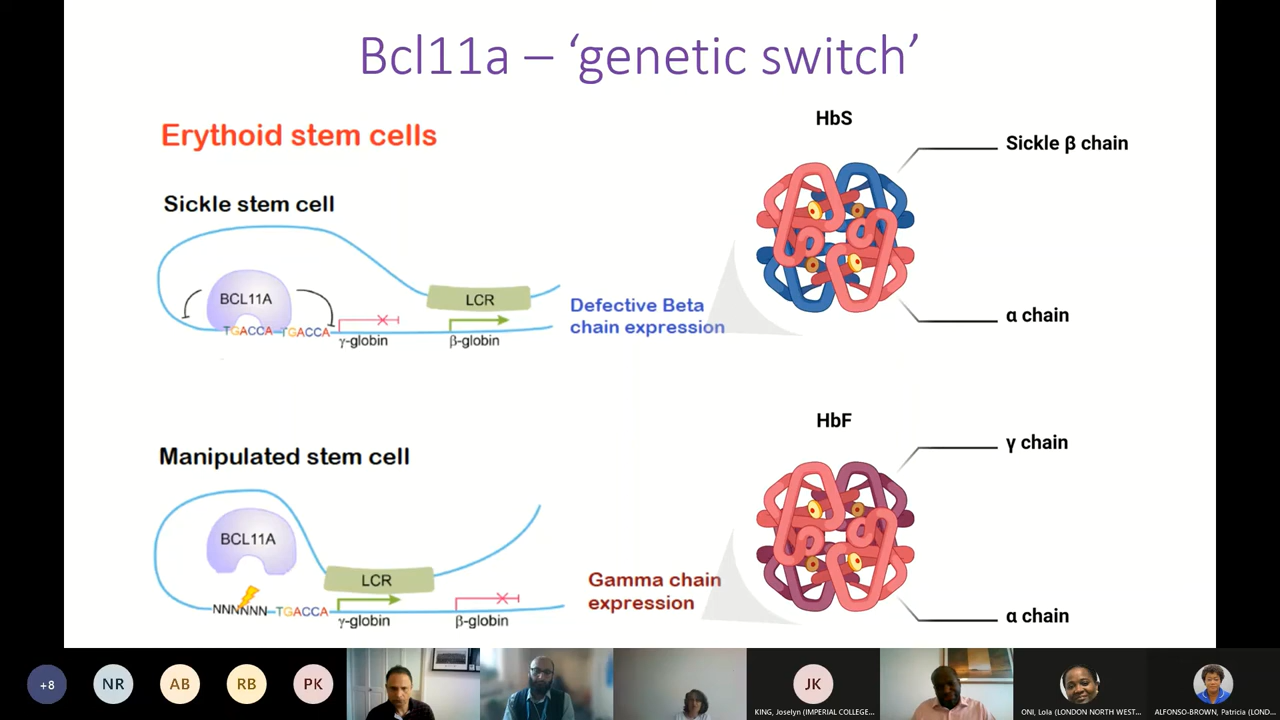 Bcl11a – ‘genetic switch’
Erythoid stem cells
Sickle stem cell
BCL11A
TGACCA
TGACCA
LCR
γ-globin
β-globin
Defective Beta
chain expression
HbS
Sickle β chain
α chain
Manipulated stem cell
BCL11A
NNNNNN
TGACCA
LCR
γ-globin
β-globin
Gamma chain
expression
HbF
γ chain
α chain
+8
NR
AB
RB
PK
JK
KING, Joselyn (IMPERIAL COLLEGE...
ONI, Lola (LONDON NORTH WEST...
ALFONSO-BROWN, Patricia (LOND...